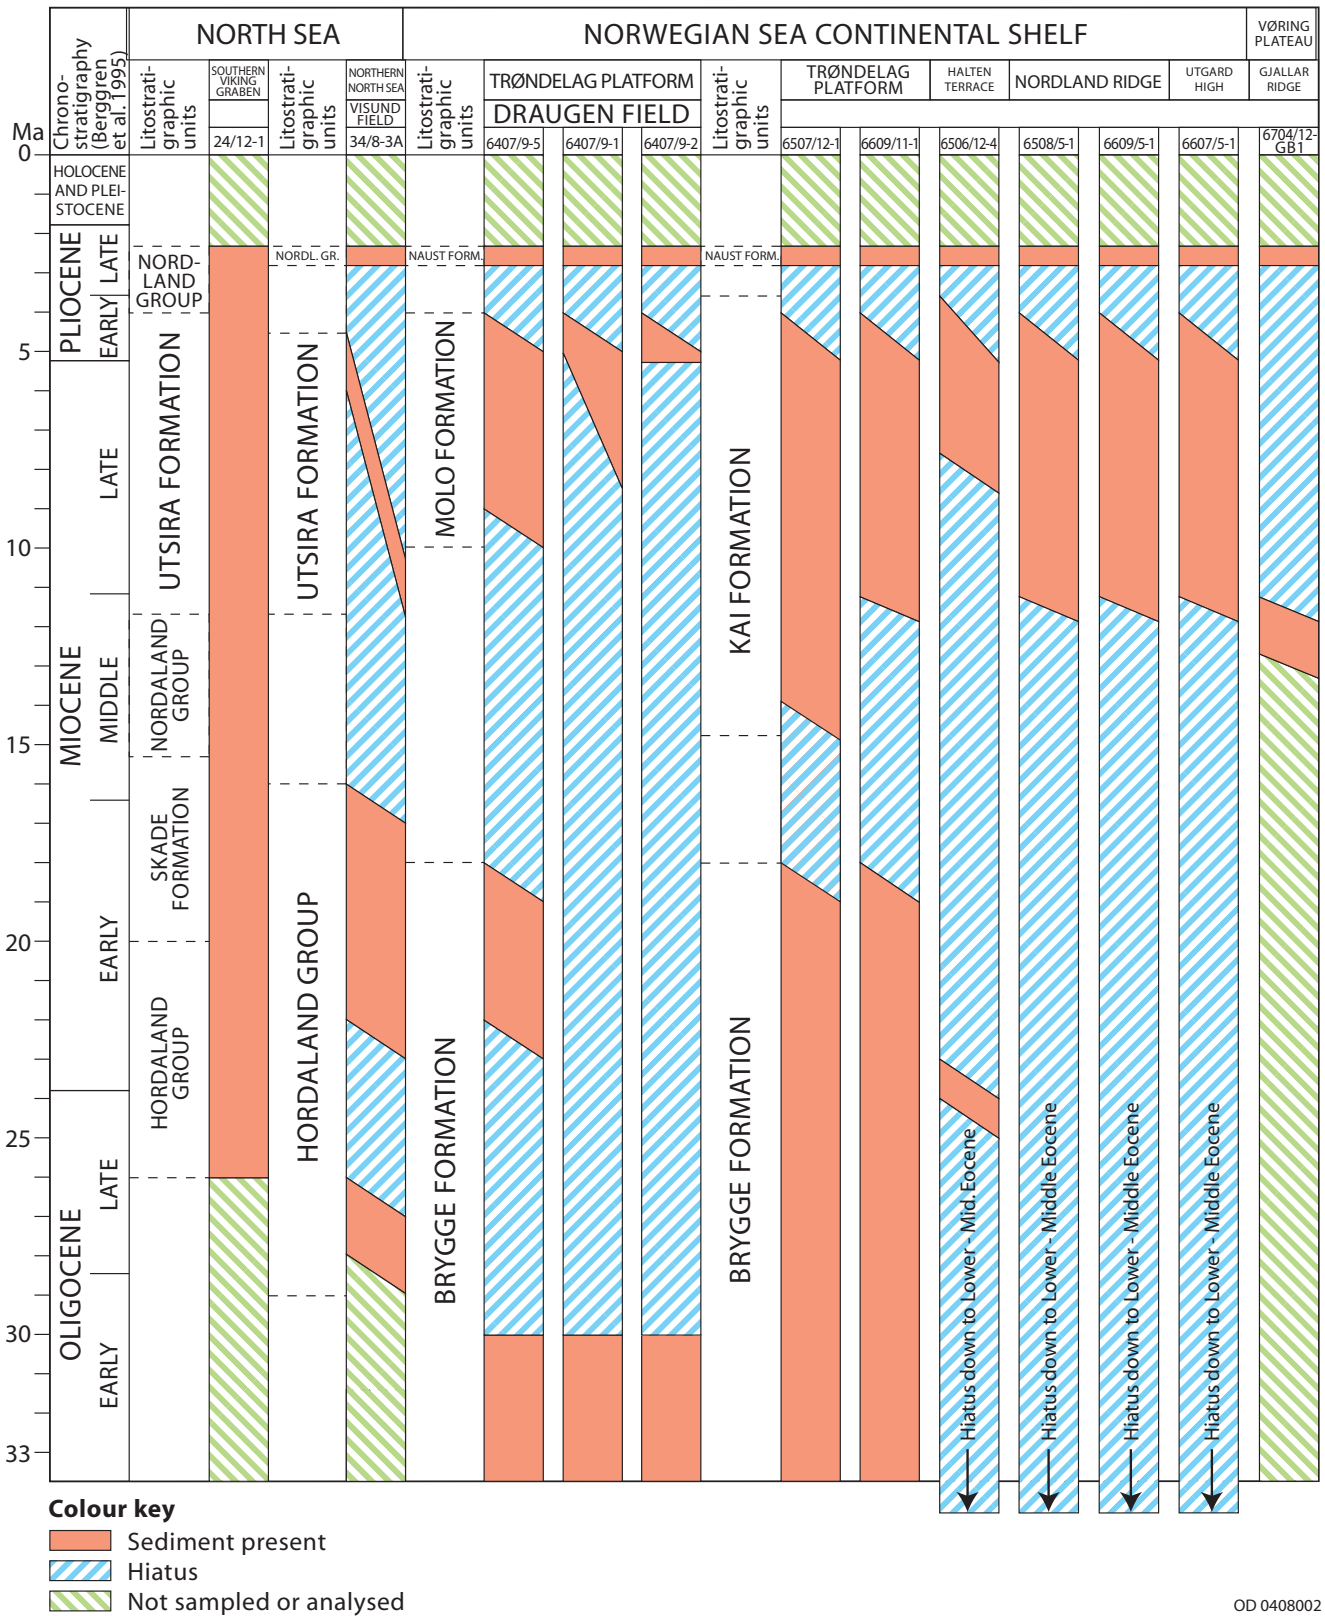 NORTH SEA
NORWEGIAN SEA CONTINENTAL SHELF
VØRING
PLATEAU
Chrono-
stratigraphy
(Berggren
et al. 1995)
Litostrati-
graphic
units
SOUTHERN
VIKING
GRABEN
Litostrati-
graphic
units
NORTHERN
NORTH SEA
VISUND
FIELD
Litostrati-
graphic
units
TRØNDELAG PLATFORM
DRAUGEN FIELD
Litostrati-
graphic
units
TRØNDELAG
PLATFORM
HALTEN
TERRACE
NORDLAND RIDGE
UTGARD
HIGH
GJALLAR
RIDGE
Ma
24/12-1
34/8-3A
6407/9-5
6407/9-1
6407/9-2
6507/12-1
6609/11-1
6506/12-4
6508/5-1
6609/5-1
6607/5-1
6704/12-
GB1
0
5
10
15
20
25
30
33
HOLOCENE
AND PLEI-
STOCENE
PLIOCENE
LATE
EARLY
MIOCENE
LATE
MIDDLE
EARLY
OLIGOCENE
LATE
EARLY
NORD-
LAND
GROUP
UTSIRA FORMATION
NORDALAND
GROUP
SKADE
FORMATION
HORDALAND
GROUP
NORDL. GR.
UTSIRA FORMATION
HORDALAND GROUP
NAUST FORM.
MOLO FORMATION
BRYGGE FORMATION
NAUST FORM.
KAI FORMATION
BRYGGE FORMATION
Hiatus down to Lower - Mid. Eocene
Hiatus down to Lower - Middle Eocene
Hiatus down to Lower - Middle Eocene
Hiatus down to Lower - Middle Eocene
Colour key
Sediment present
Hiatus
Not sampled or analysed
OD 0408002